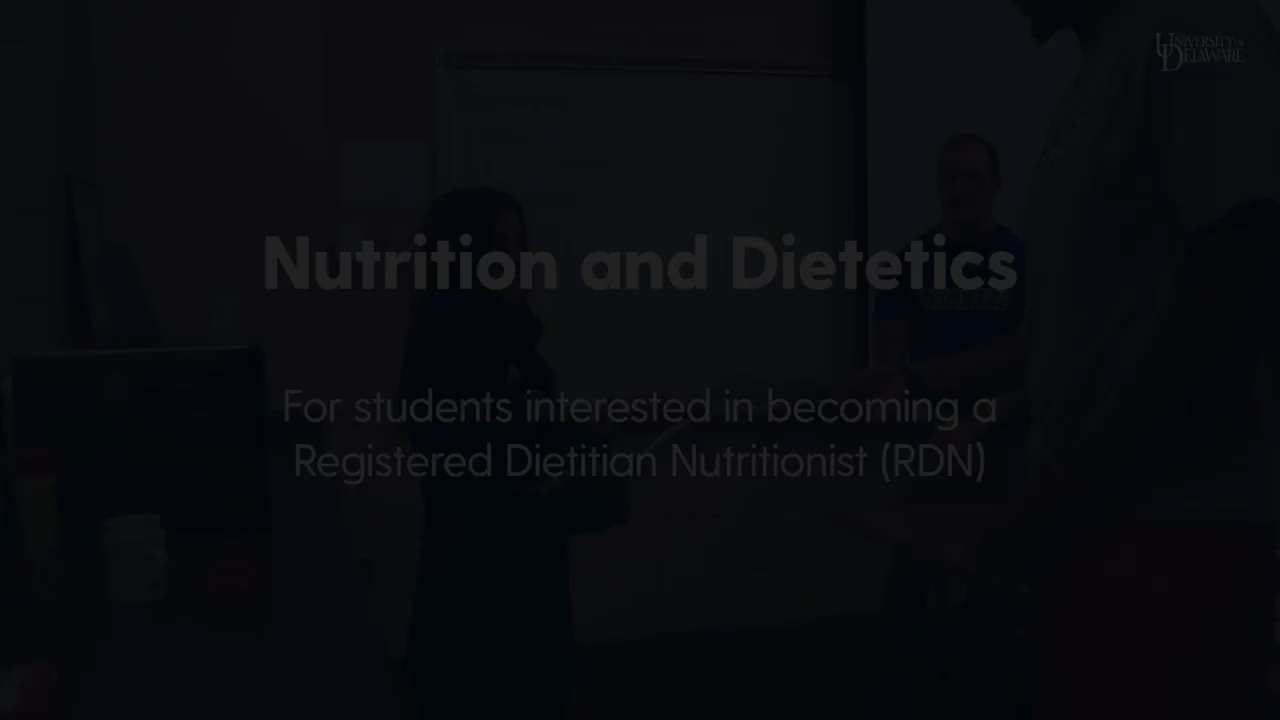 UNIVERSITY OF
DELAWARE
Nutrition and Dietetics
For students interested in becoming a
Registered Dietitian Nutritionist (RDN)